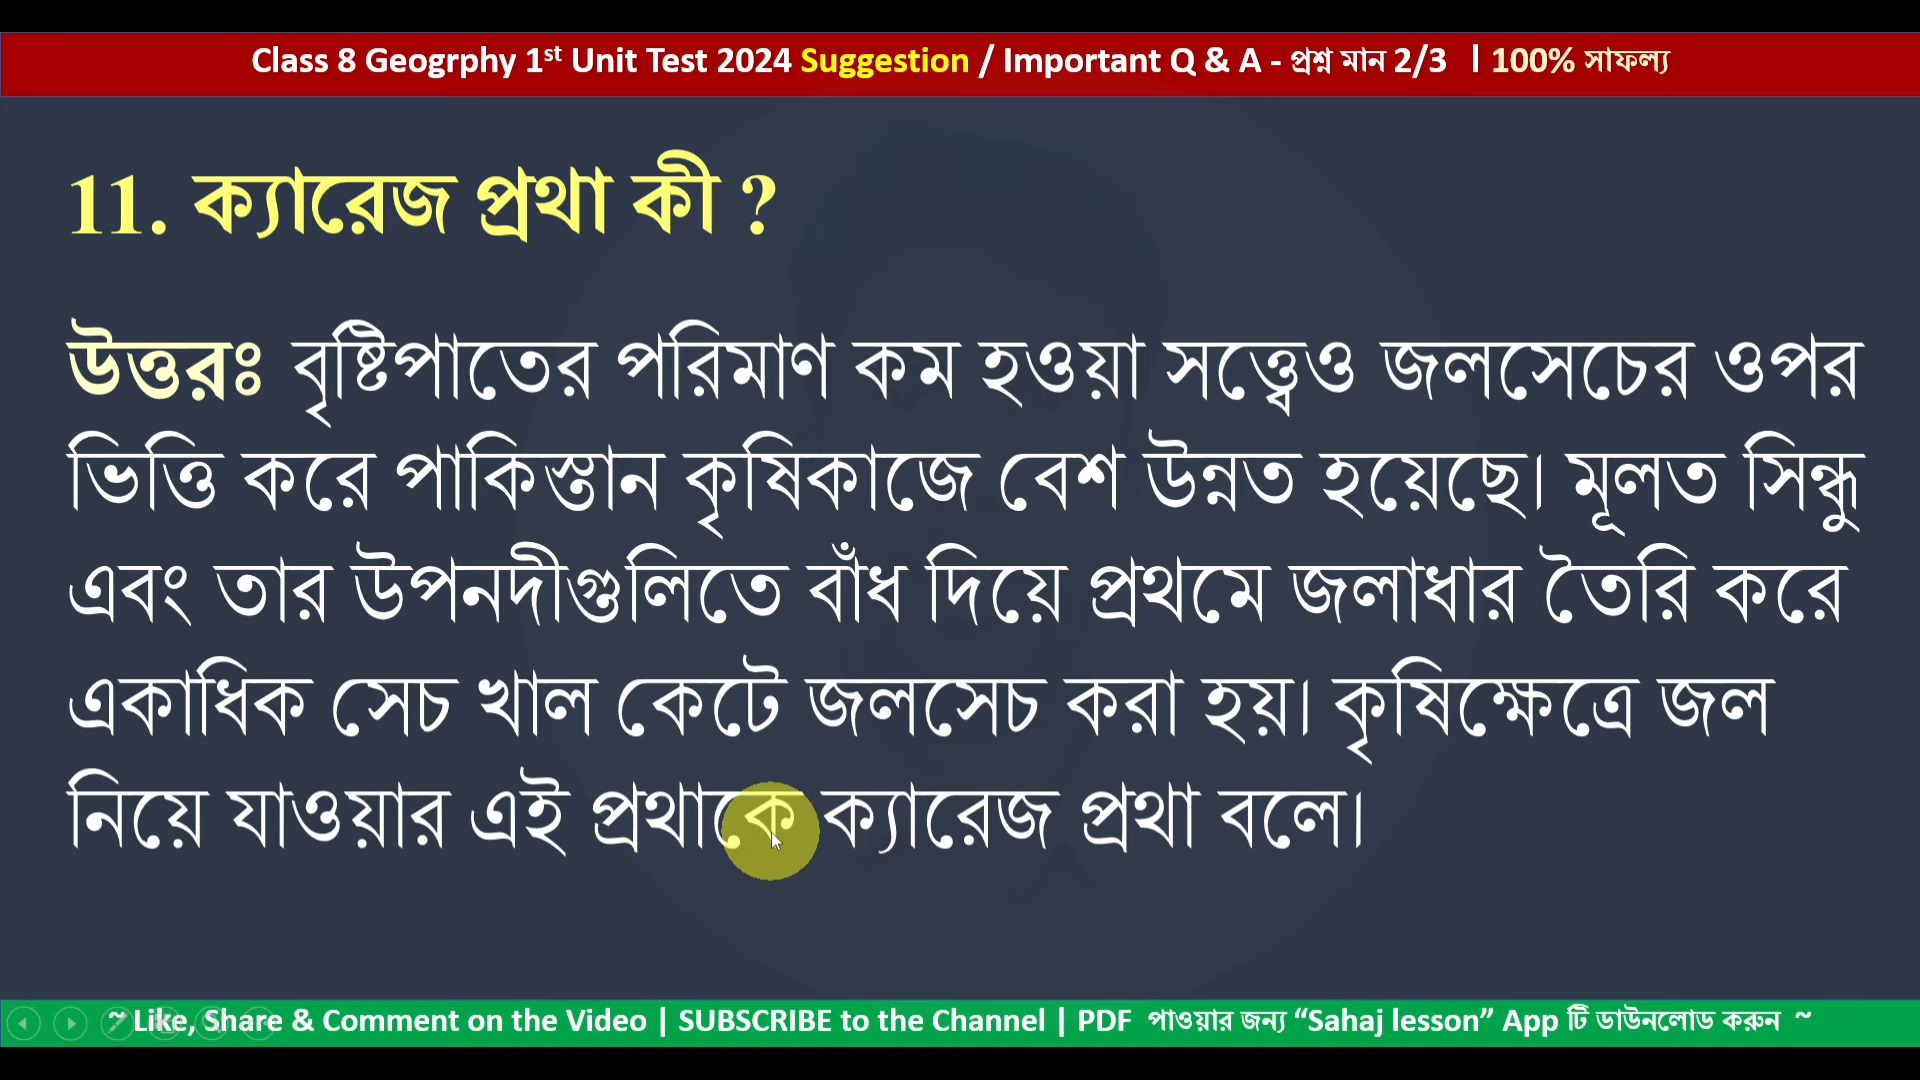 Class 8 Geogrphy 1st Unit Test 2024 Suggestion / Important Q & A - প্রশ্ন মান 2/3 । 100% সাফল্য
11. ক্যারেজ প্রথা কী ?
উত্তরঃ বৃষ্টিপাতের পরিমাণ কম হওয়া সত্ত্বেও জলসেচের ওপর
ভিত্তি করে পাকিস্তান কৃষিকাজে বেশ উন্নত হয়েছে। মূলত সিন্ধু
এবং তার উপনদীগুলিতে বাঁধ দিয়ে প্রথমে জলাধার তৈরি করে
একাধিক সেচ খাল কেটে জলসেচ করা হয়। কৃষিক্ষেত্রে জল
নিয়ে যাওয়ার এই প্রথাকে ক্যারেজ প্রথা বলে।
~ Like, Share & Comment on the Video | SUBSCRIBE to the Channel | PDF পাওয়ার জন্য “Sahaj lesson” App টি ডাউনলোড করুন ~